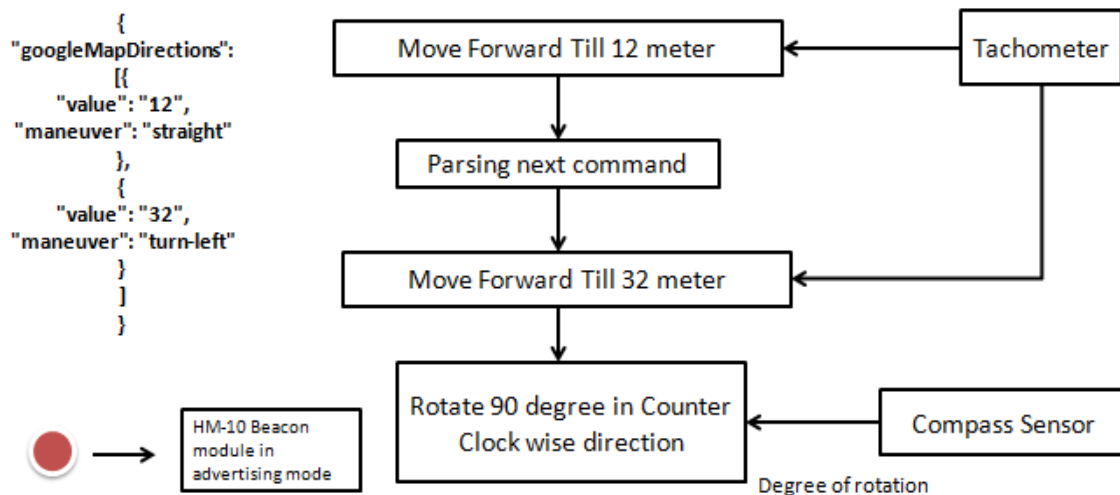 {
"googleMapDirections":
[{
"value": "12",
"maneuver": "straight"
},
{
"value": "32",
"maneuver": "turn-left"
}
]
}
Move Forward Till 12 meter
Tachometer
Parsing next command
Move Forward Till 32 meter
Rotate 90 degree in Counter
Clock wise direction
Compass Sensor
Degree of rotation
HM-10 Beacon
module in
advertising mode